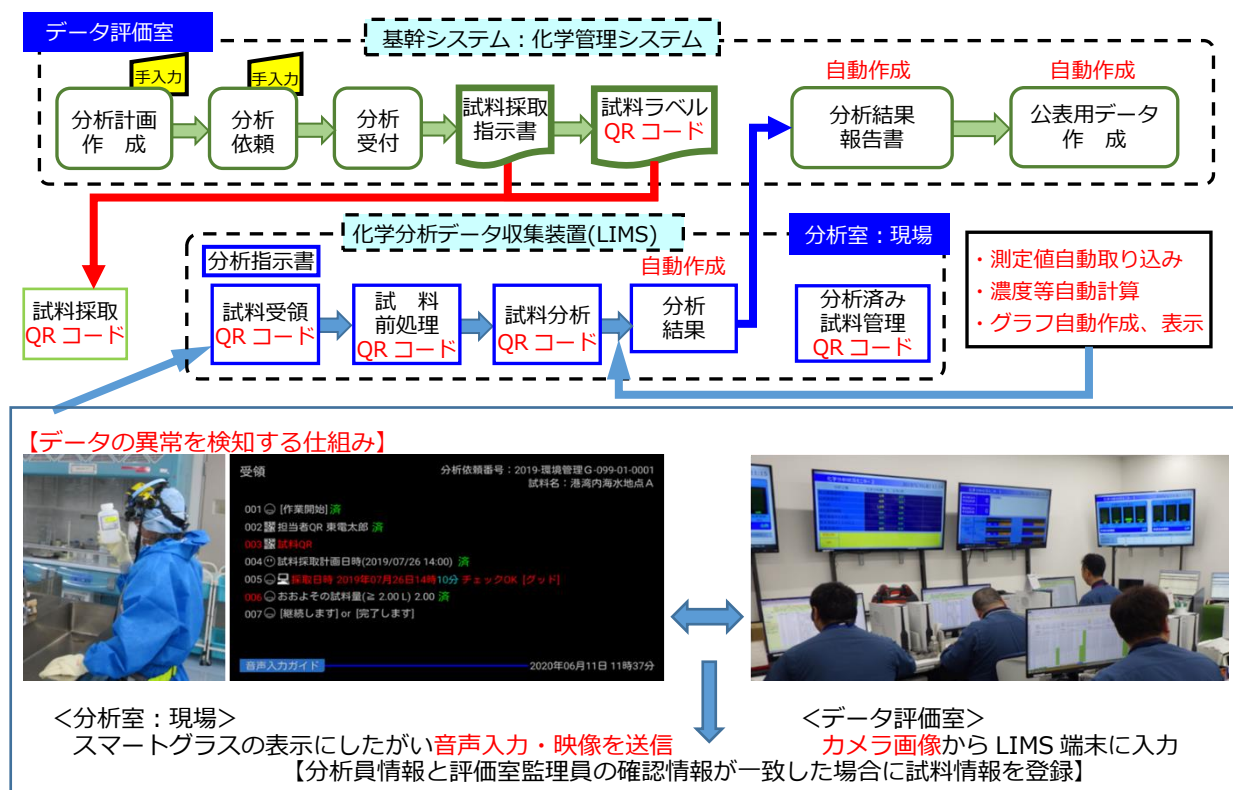 データ評価室
基幹システム：化学管理システム
手入力
手入力
自動作成
自動作成
分析計画
作　成
分析
依頼
分析
受付
試料採取
指示書
試料ラベル
QR コード
分析結果
報告書
公表用データ
作　成
化学分析データ収集装置(LIMS)
分析室：現場
分析指示書
自動作成
・測定値自動取り込み
・濃度等自動計算
・グラフ自動作成、表示
試料採取
QR コード
試料受領
QR コード
試　料
前処理
QR コード
試料分析
QR コード
分析
結果
分析済み
試料管理
QR コード
【データの異常を検知する仕組み】
受領
分析依頼番号：2019-環境管理G-099-01-0001
試料名：港湾内海水地点A
001 [作業開始] 済
002 担当者QR 東電太郎 済
003 試料QR
004 試料採取計画日時(2019/07/26 14:00) 済
005 採取日時 2019年07月26日14時10分 チェックOK [グッド]
006 おおよその試料量(≧ 2.00 L) 2.00 済
007 [継続します] or [完了します]
音声入力ガイド
2020年06月11日 11時37分
＜分析室：現場＞
スマートグラスの表示にしたがい音声入力・映像を送信
＜データ評価室＞
カメラ画像から LIMS 端末に入力
【分析員情報と評価室監理員の確認情報が一致した場合に試料情報を登録】